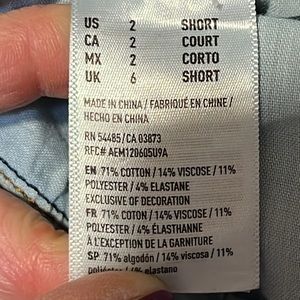 US 2 SHORT
CA 2 COURT
MX 2 CORTO
UK 6 SHORT
MADE IN CHINA / FABRIQUÉ EN CHINE /
HECHO EN CHINA
RN 54485/CA 03873
RFC# AEM120605U9A
EN: 71% COTTON / 14% VISCOSE / 11%
POLYESTER / 4% ELASTANE
EXCLUSIVE OF DECORATION
FR: 71% COTON / 14% VISCOSE / 11%
POLYESTER / 4% ÉLASTHANNE
À L'EXCEPTION DE LA GARNITURE
SP: 71% algodón / 14% viscosa / 11%
poliéster / 4% elastano